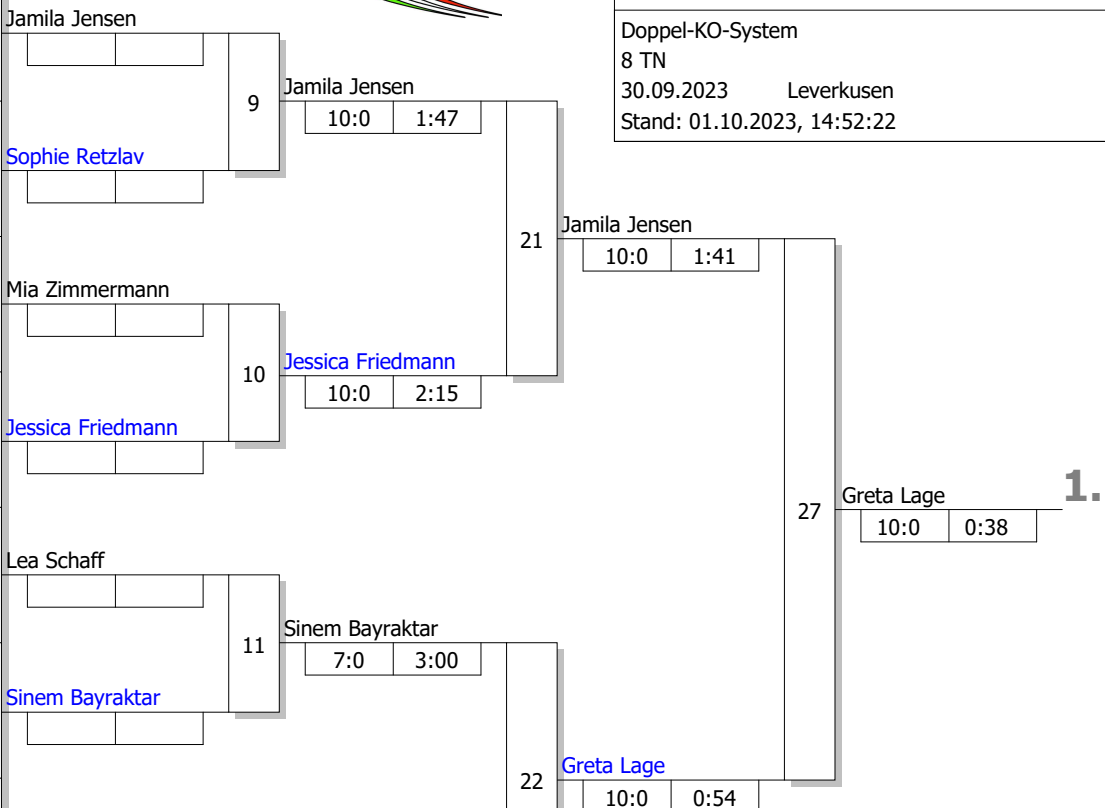 Jamila Jensen
Doppel-KO-System
8 TN
30.09.2023 Leverkusen
Stand: 01.10.2023, 14:52:22
9
Jamila Jensen
10:0 1:47
Sophie Retzlav
21
Jamila Jensen
10:0 1:41
Mia Zimmermann
10
Jessica Friedmann
10:0 2:15
Jessica Friedmann
27
Greta Lage
1.
10:0 0:38
Lea Schaff
11
Sinem Bayraktar
7:0 3:00
Sinem Bayraktar
22
Greta Lage
10:0 0:54